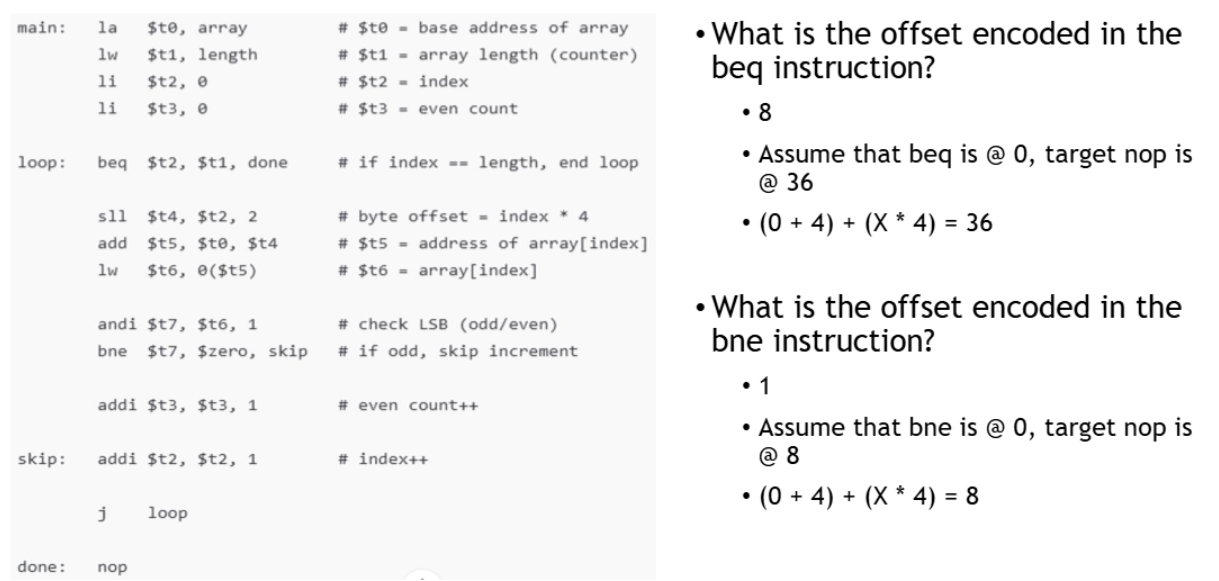 main: la $t0, array # $t0 = base address of array
lw $t1, length # $t1 = array length (counter)
li $t2, 0 # $t2 = index
li $t3, 0 # $t3 = even count
loop: beq $t2, $t1, done # if index == length, end loop
sll $t4, $t2, 2 # byte offset = index * 4
add $t5, $t0, $t4 # $t5 = address of array[index]
lw $t6, 0($t5) # $t6 = array[index]
andi $t7, $t6, 1 # check LSB (odd/even)
bne $t7, $zero, skip # if odd, skip increment
addi $t3, $t3, 1 # even count++
skip: addi $t2, $t2, 1 # index++
j loop
done: nop
• What is the offset encoded in the
beq instruction?
• 8
• Assume that beq is @ 0, target nop is
@ 36
• (0 + 4) + (X * 4) = 36
• What is the offset encoded in the
bne instruction?
• 1
• Assume that bne is @ 0, target nop is
@ 8
• (0 + 4) + (X * 4) = 8